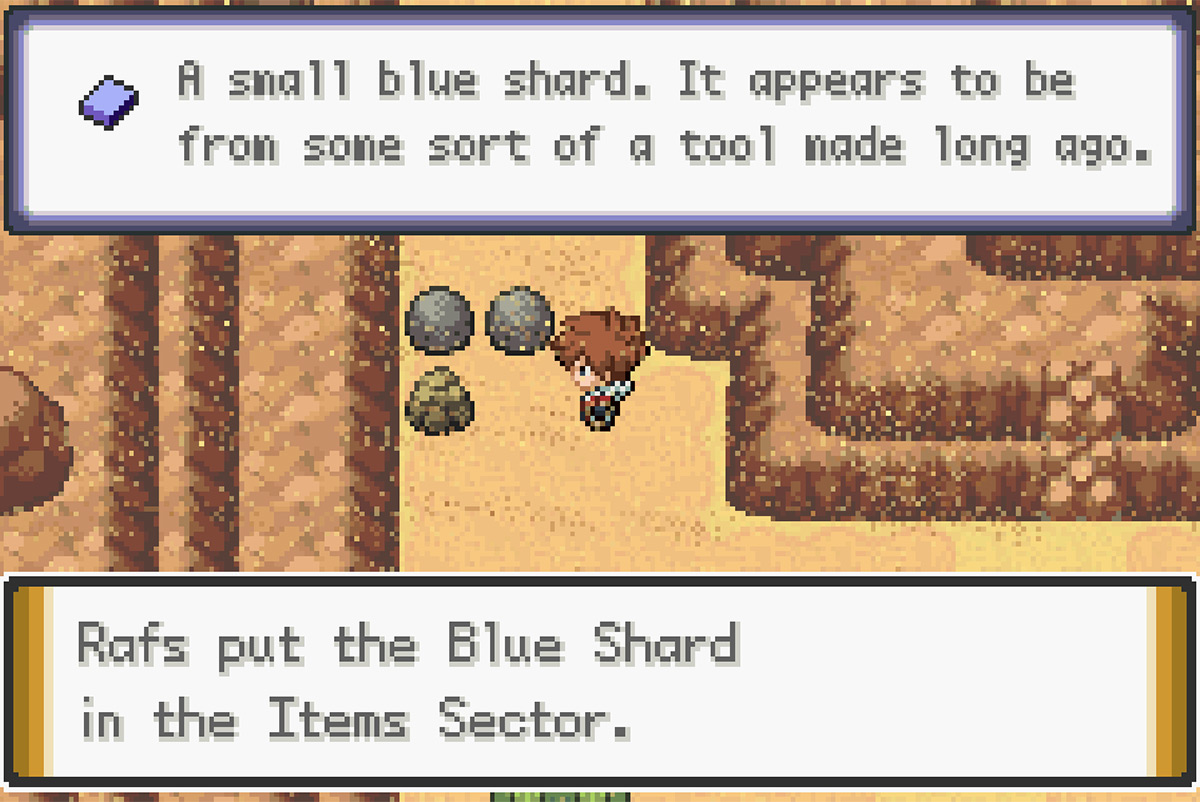 A small blue shard. It appears to be
from some sort of a tool made long ago.
Rafs put the Blue Shard
in the Items Sector.